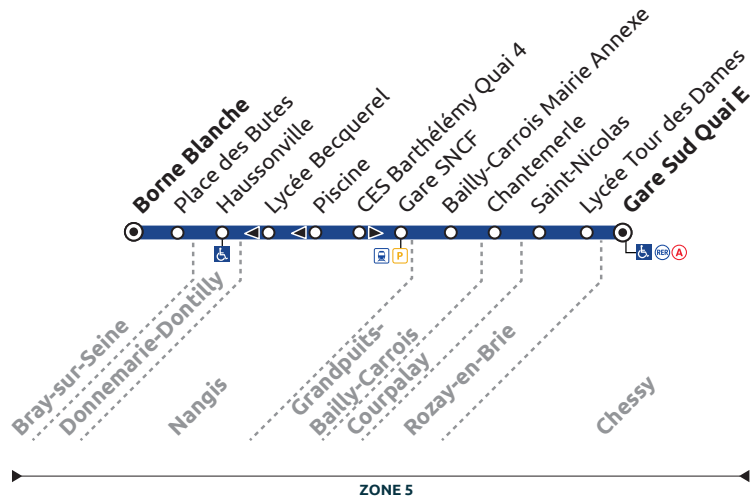 Borne Blanche
Place des Butes
Haussonville
Lycée Becquerel
Piscine
CES Barthélémy Quai 4
Gare SNCF
Bailly-Carrois Mairie Annexe
Chantemerle
Saint-Nicolas
Lycée Tour des Dames
Gare Sud Quai E
P
RER
A
Bray-sur-Seine
Donnemarie-Dontilly
Nangis
Grandpuits-
Bailly-Carrois
Courpalay
Rozay-en-Brie
Chessy
ZONE 5